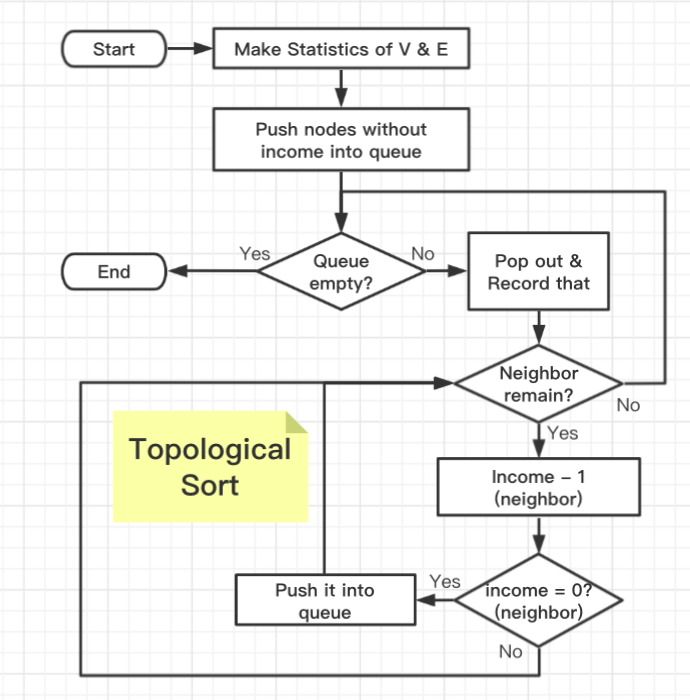 Start
Make Statistics of V & E
Push nodes without
income into queue
Yes
No
End
Queue
empty?
Pop out &
Record that
Neighbor
remain?
No
Yes
Topological
Sort
Income – 1
(neighbor)
Push it into
queue
Yes
income = 0?
(neighbor)
No